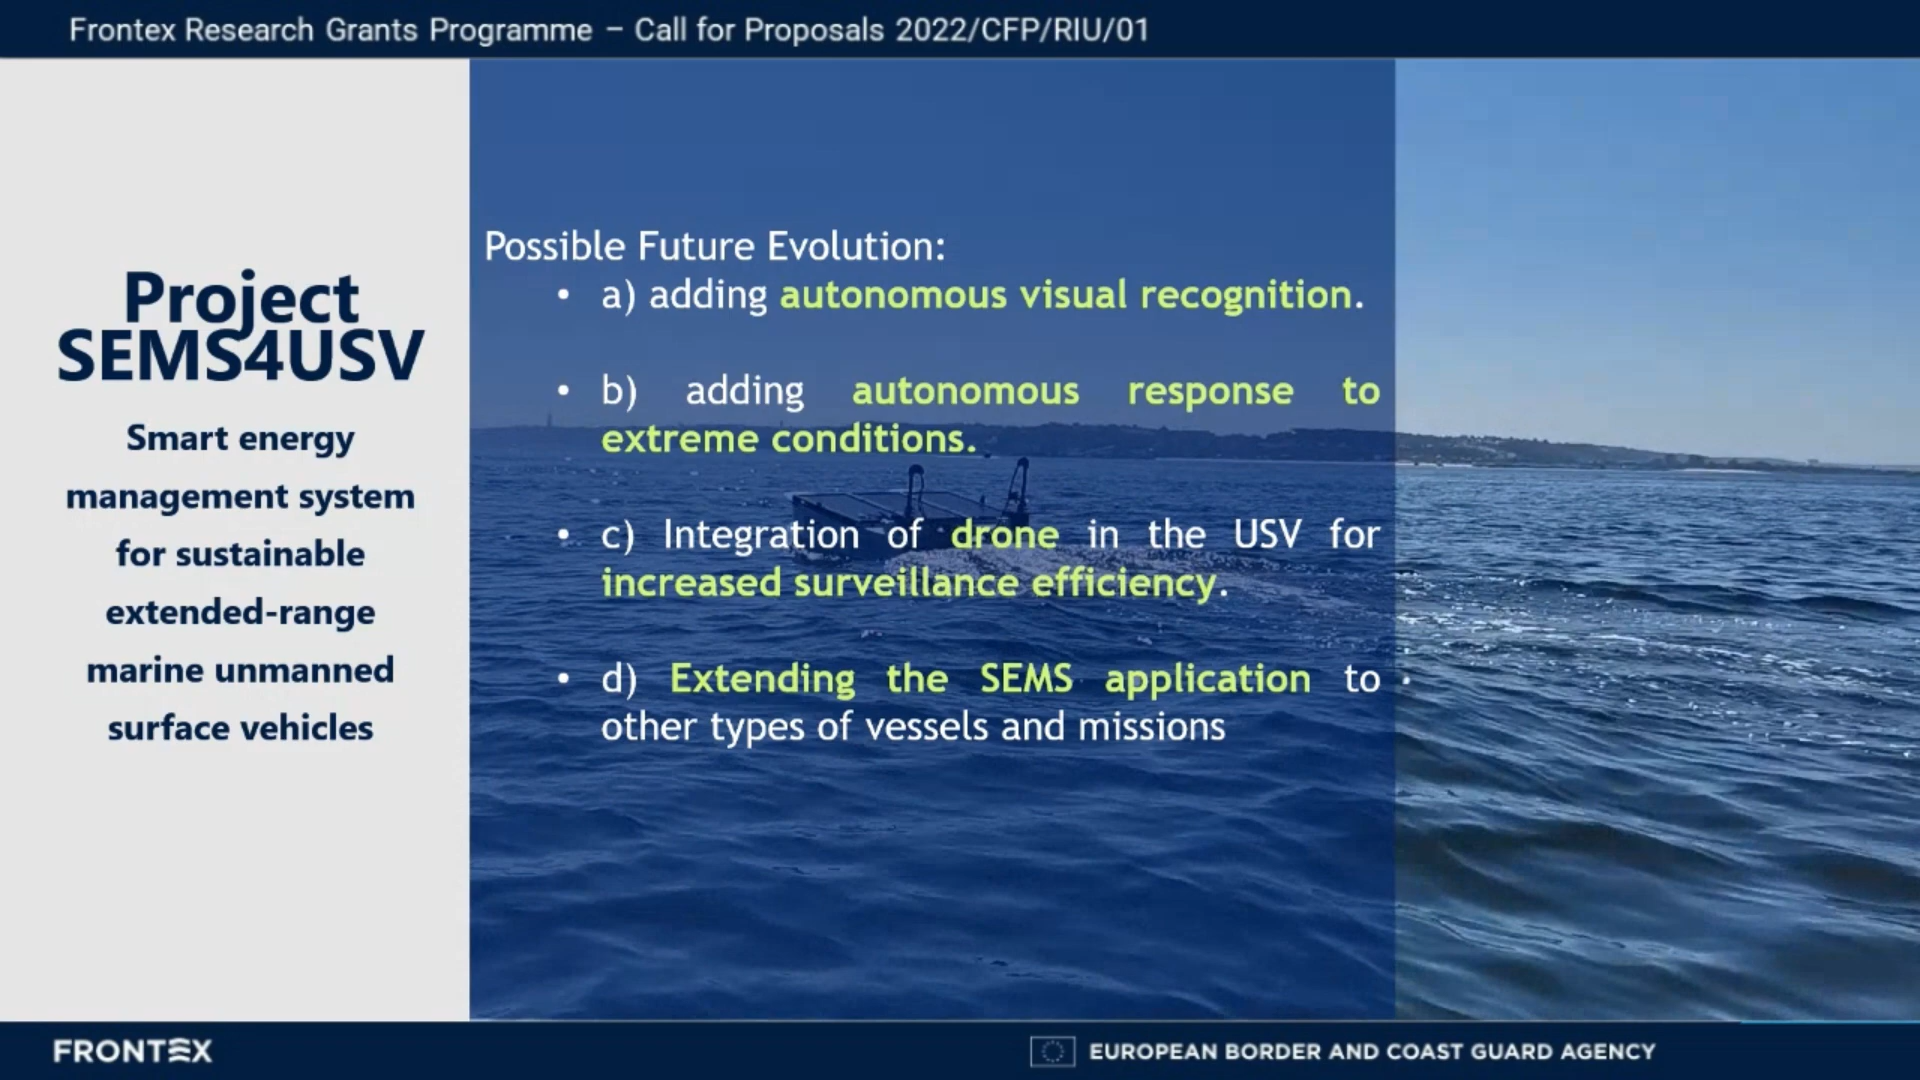 Frontex Research Grants Programme – Call for Proposals 2022/CFP/RIU/01
Project
SEMS4USV
Smart energy
management system
for sustainable
extended-range
marine unmanned
surface vehicles
Possible Future Evolution:
• a) adding autonomous visual recognition.
• b) adding autonomous response to
extreme conditions.
• c) Integration of drone in the USV for
increased surveillance efficiency.
• d) Extending the SEMS application to
other types of vessels and missions
FRONTEX
EUROPEAN BORDER AND COAST GUARD AGENCY